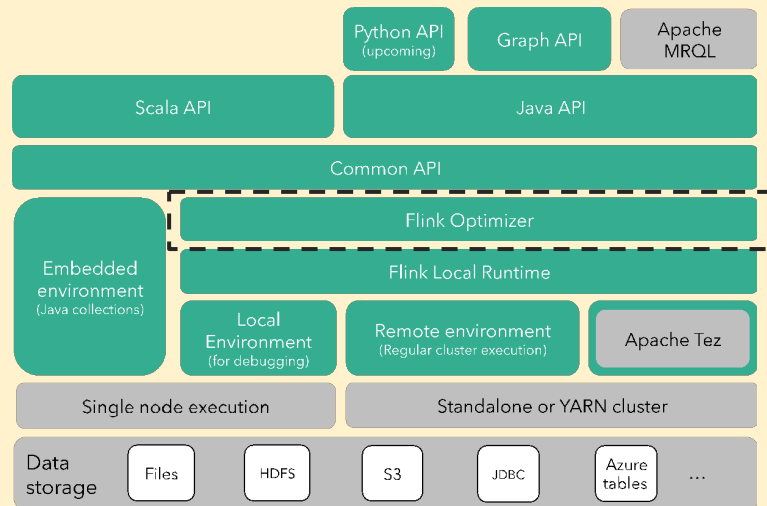 Python API
(upcoming)
Graph API
Apache
MRQL
Scala API
Java API
Common API
Flink Optimizer
Embedded
environment
(Java collections)
Flink Local Runtime
Local
Environment
(for debugging)
Remote environment
(Regular cluster execution)
Apache Tez
Single node execution
Standalone or YARN cluster
Data
storage
Files
HDFS
S3
JDBC
Azure
tables
...